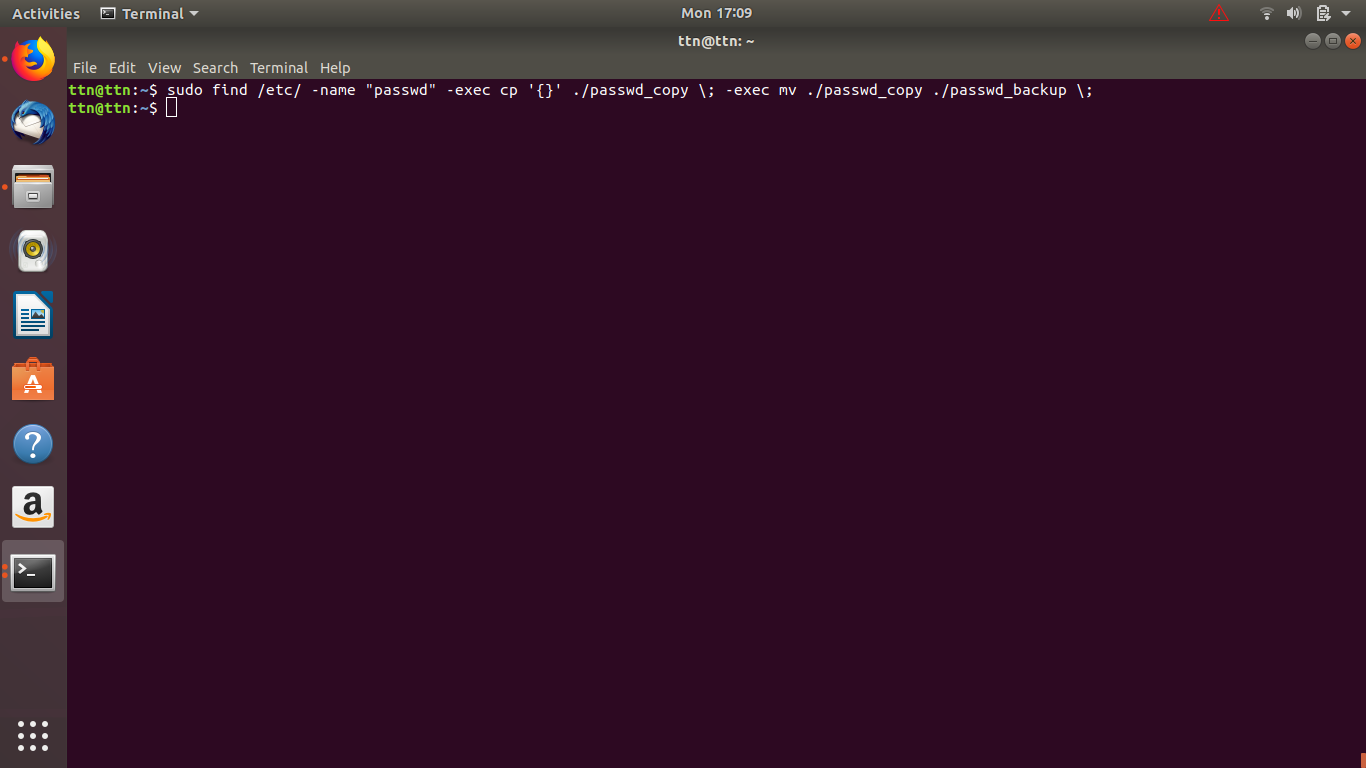 Activities Terminal Mon 17:09
ttn@ttn: ~
File Edit View Search Terminal Help
ttn@ttn:~$ sudo find /etc/ -name "passwd" -exec cp '{}' ./passwd_copy \; -exec mv ./passwd_copy ./passwd_backup \;
ttn@ttn:~$